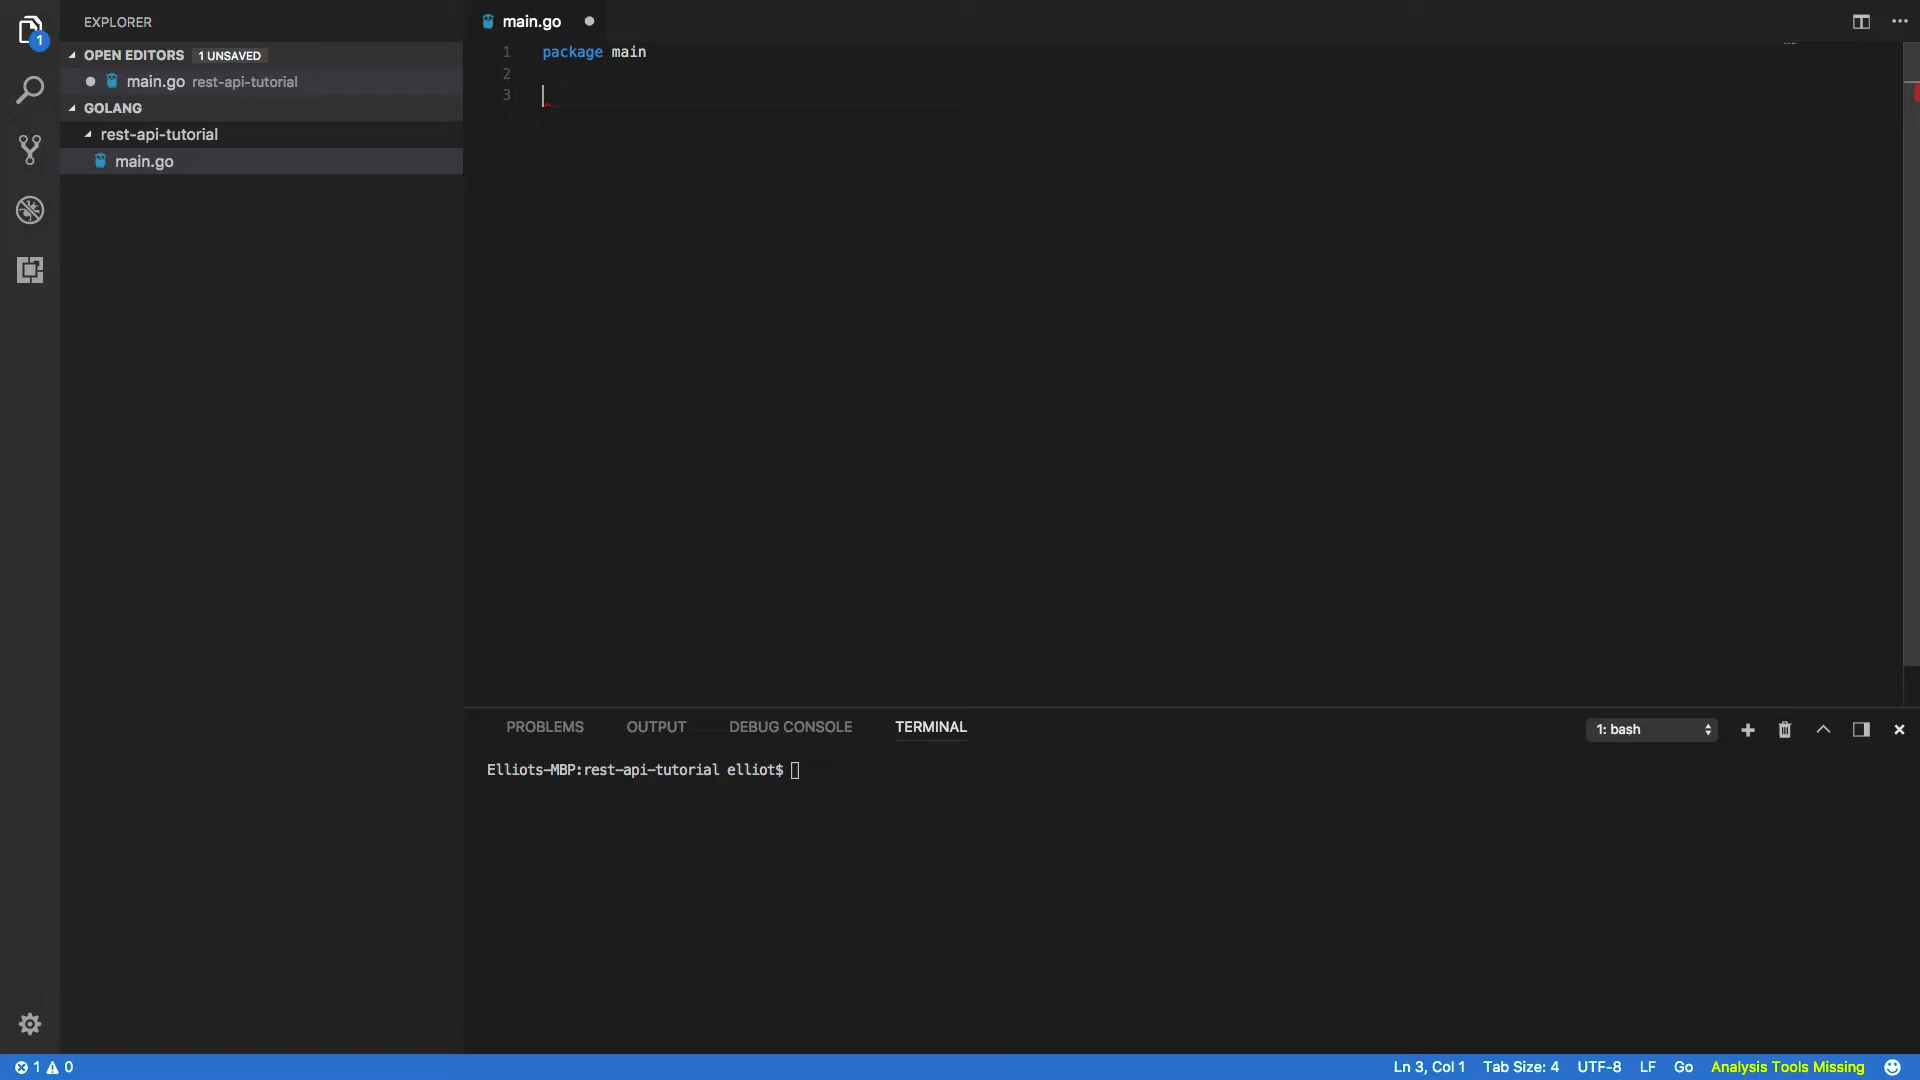 EXPLORER
OPEN EDITORS 1 UNSAVED
main.go rest-api-tutorial
GOLANG
rest-api-tutorial
main.go
1
main.go
1 package main
2
3
PROBLEMS OUTPUT DEBUG CONSOLE TERMINAL
1: bash
Elliots-MBP:rest-api-tutorial elliot$
1 0
Ln 3, Col 1 Tab Size: 4 UTF-8 LF Go Analysis Tools Missing